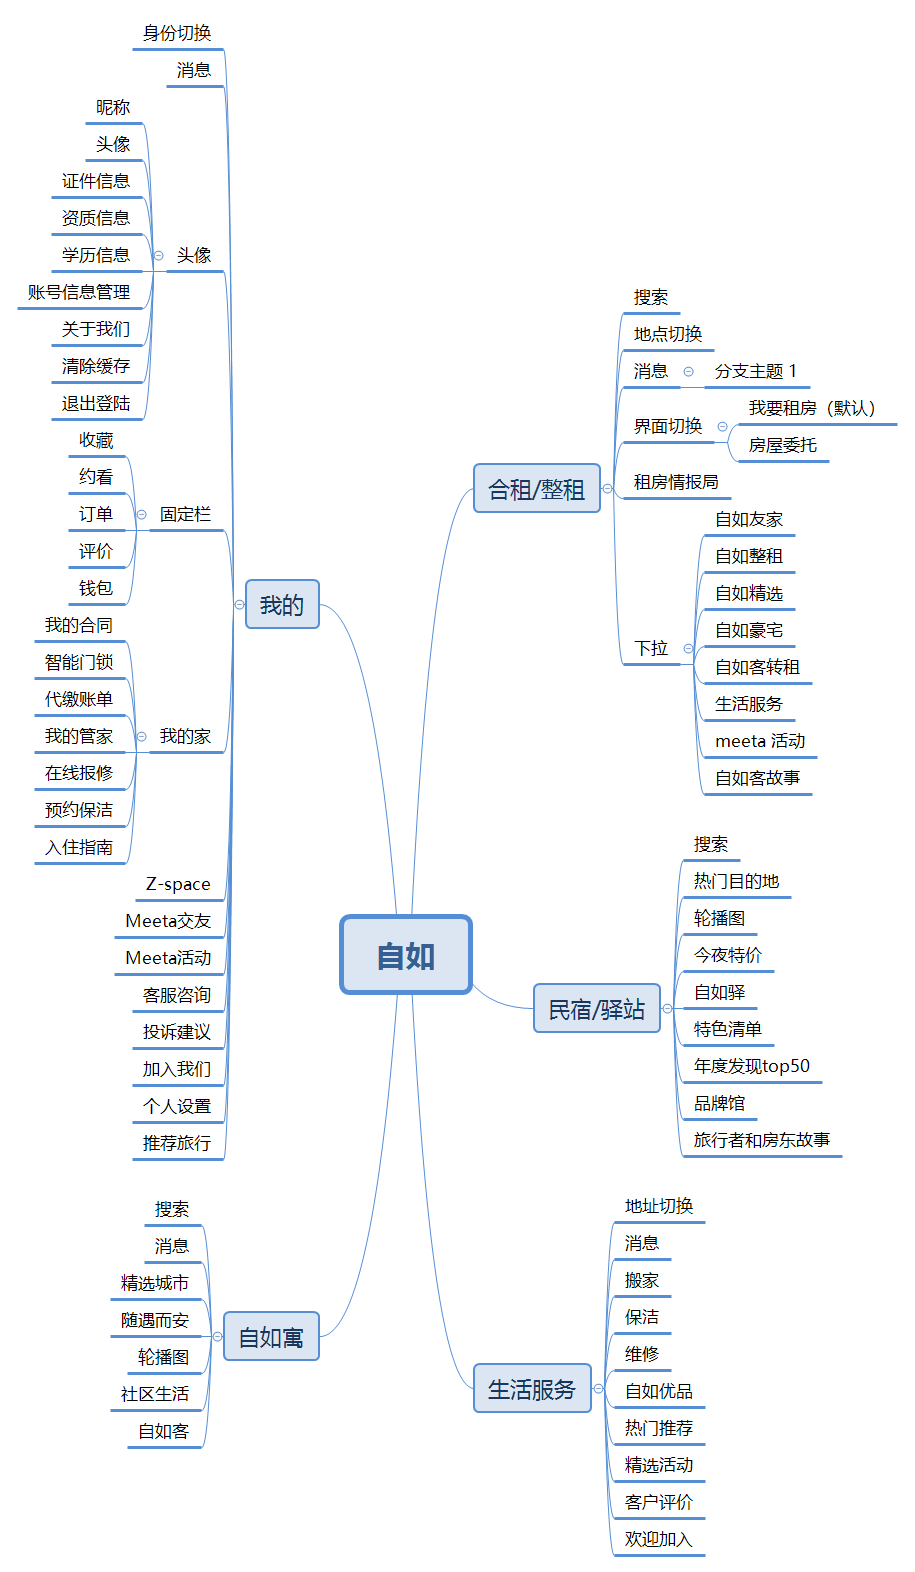 自如
合租/整租
搜索
地点切换
消息
分支主题 1
界面切换
我要租房（默认）
房屋委托
租房情报局
下拉
自如友家
自如整租
自如精选
自如豪宅
自如客转租
生活服务
meeta 活动
自如客故事
民宿/驿站
搜索
热门目的地
轮播图
今夜特价
自如驿
特色清单
年度发现top50
品牌馆
旅行者和房东故事
生活服务
地址切换
消息
搬家
保洁
维修
自如优品
热门推荐
精选活动
客户评价
欢迎加入
我的
身份切换
消息
头像
昵称
头像
证件信息
资质信息
学历信息
账号信息管理
关于我们
清除缓存
退出登陆
固定栏
收藏
约看
订单
评价
钱包
我的家
我的合同
智能门锁
代缴账单
我的管家
在线报修
预约保洁
入住指南
Z-space
Meeta交友
Meeta活动
客服咨询
投诉建议
加入我们
个人设置
推荐旅行
自如寓
搜索
消息
精选城市
随遇而安
轮播图
社区生活
自如客